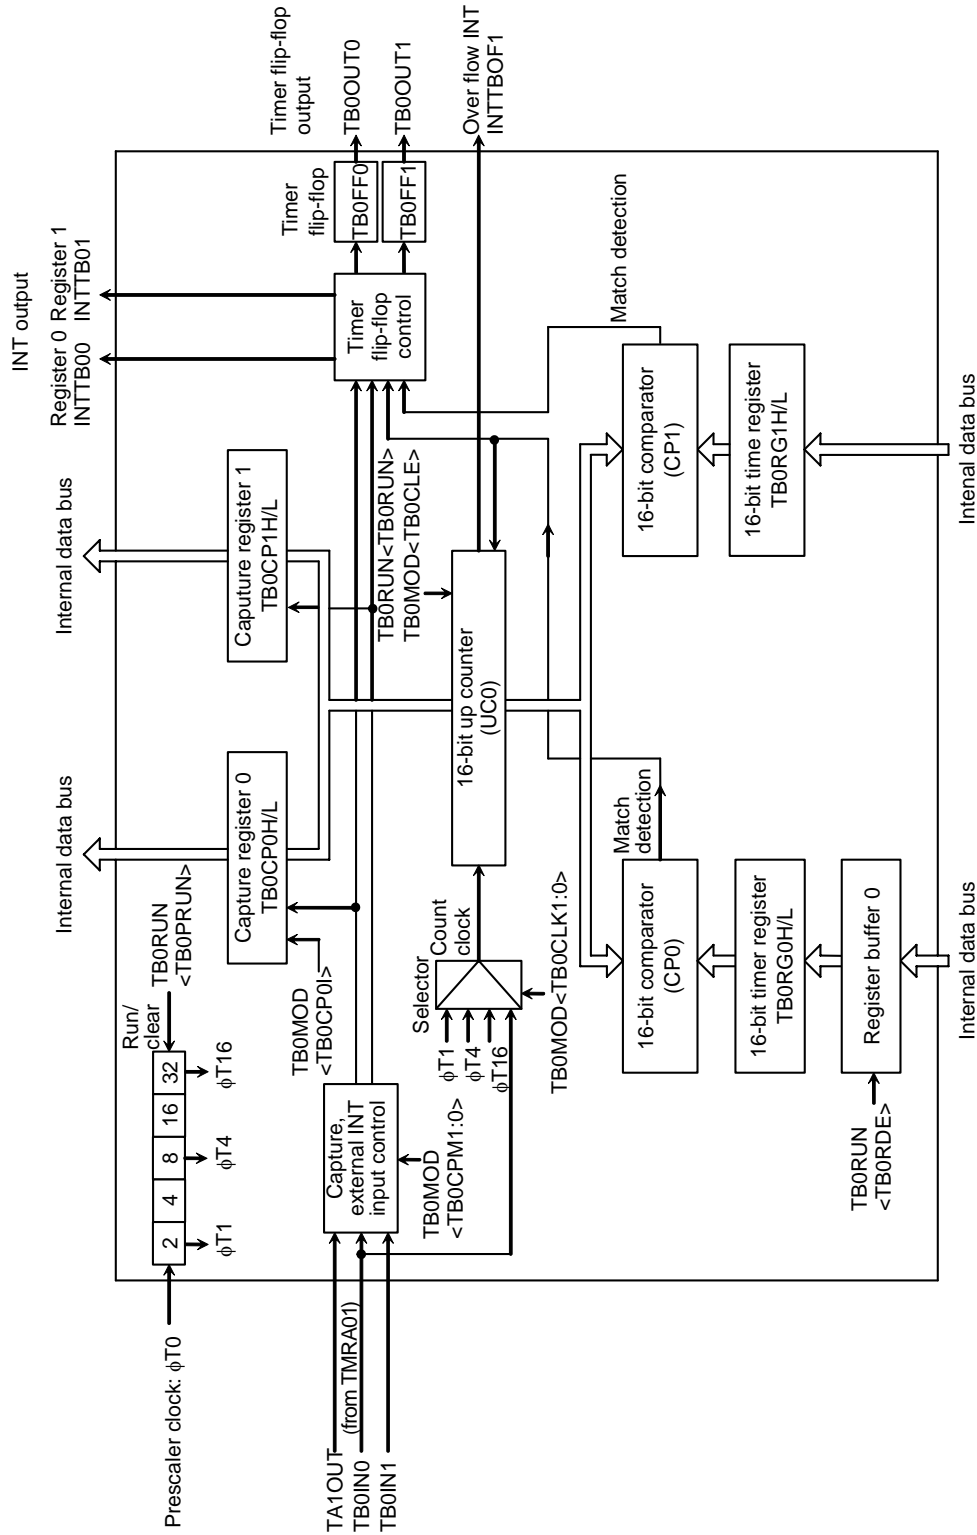 Prescaler clock: ϕT0
2
4
8
16
32
Run/
clear
TB0RUN
<TB0PRUN>
ϕT1
ϕT4
ϕT16
Internal data bus
Internal data bus
INT output
Register 0
INTTB00
Register 1
INTTB01
Capture register 0
TB0CP0H/L
Caputure register 1
TB0CP1H/L
TB0MOD
<TB0CP0I>
TA1OUT
(from TMRA01)
TB0IN0
TB0IN1
Capture,
external INT
input control
TB0MOD
<TB0CPM1:0>
TB0RUN<TB0RUN>
TB0MOD<TB0CLE>
Timer
flip-flop
control
Timer
flip-flop
TB0FF0
TB0FF1
Timer flip-flop
output
TB0OUT0
TB0OUT1
Selector
Count
clock
ϕT1
ϕT4
ϕT16
TB0MOD<TB0CLK1:0>
16-bit up counter
(UC0)
Over flow INT
INTTBOF1
Match
detection
Match detection
16-bit comparator
(CP0)
16-bit comparator
(CP1)
16-bit timer register
TB0RG0H/L
16-bit time register
TB0RG1H/L
Register buffer 0
TB0RUN
<TB0RDE>
Internal data bus
Intenal data bus